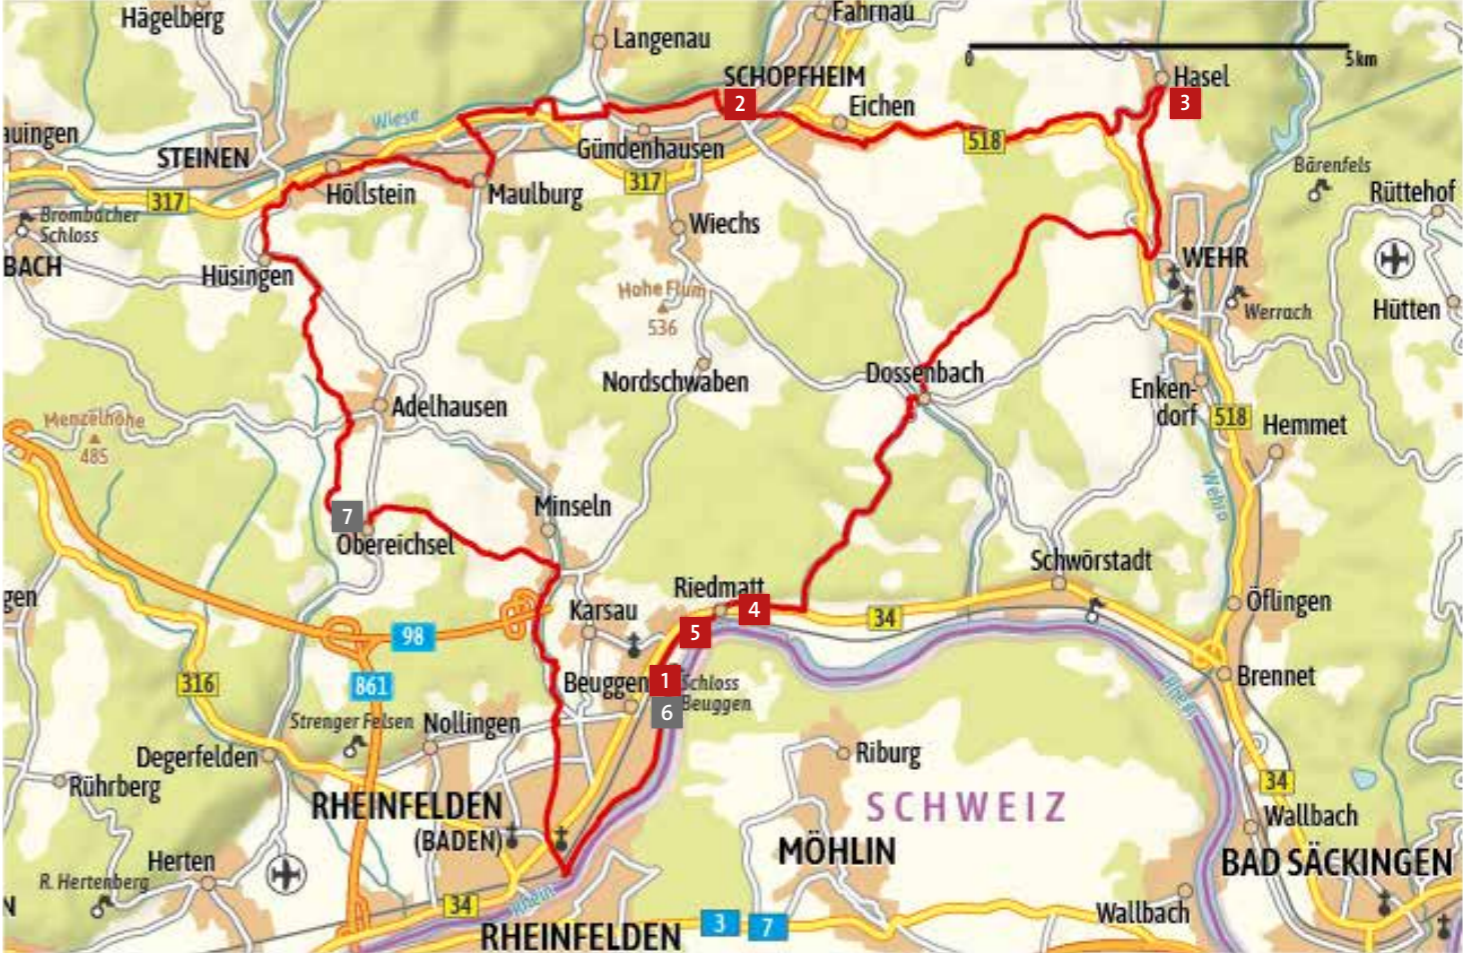 Hägelberg
Langenau
Fahrnau
0
5 km
SCHOPFHEIM
2
Hasel
3
Eichen
Wiese
auingen
STEINEN
Gündenhausen
518
317
Höllstein
Maulburg
317
Bärenfels
Rüttehof
Brombacher
Schloss
Wiechs
BACH
Hüsingen
WEHR
Hohe Flum
536
Werrach
Hütten
Nordschwaben
Dossenbach
Adelhausen
Enken-
dorf
518
Hemmet
Menzelhöhe
485
Wehra
Minseln
7
Obereichsel
Schwörstadt
gen
Riedmatt
4
Karsau
34
Öflingen
98
5
316
861
Beuggen
1
Schloss
Beuggen
6
Brennet
Rhein
Strenger Felsen
Nollingen
Degerfelden
Riburg
Rührberg
34
RHEINFELDEN
(BADEN)
SCHWEIZ
Wallbach
MÖHLIN
BAD SÄCKINGEN
Herten
R. Hertenberg
N
34
Rhein
Wallbach
3
7
RHEINFELDEN